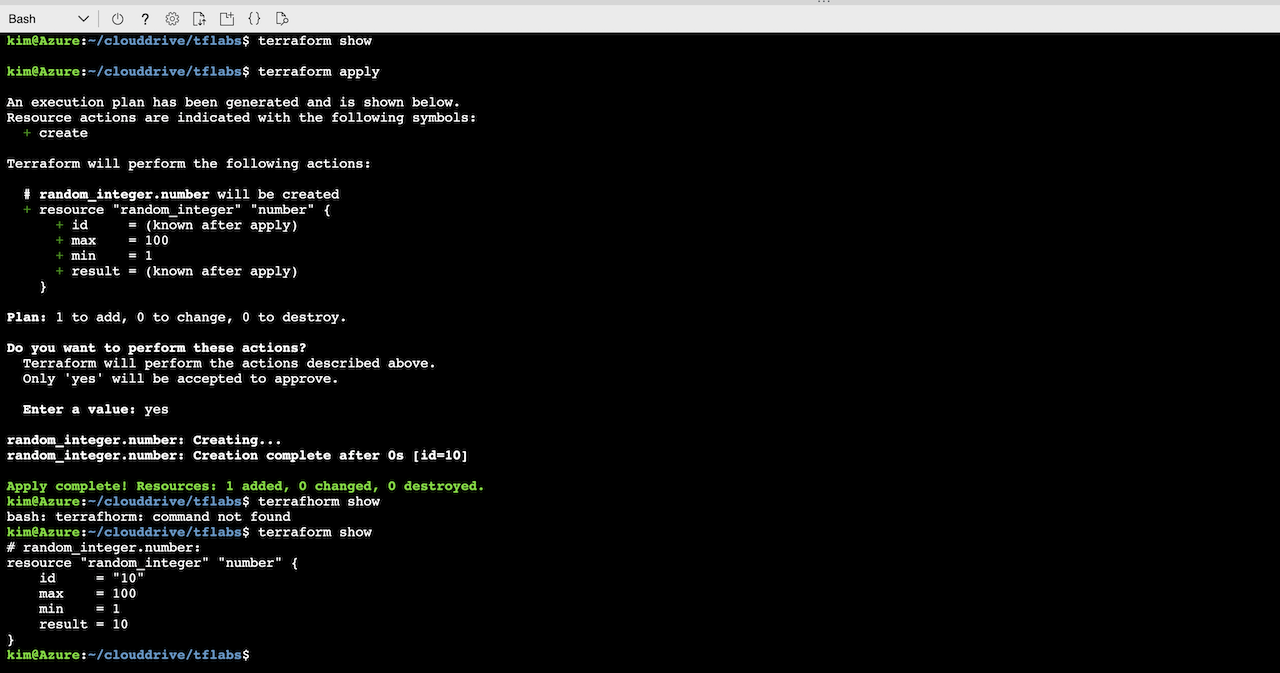 Bash
kim@Azure:~/clouddrive/tflabs$ terraform show
kim@Azure:~/clouddrive/tflabs$ terraform apply
An execution plan has been generated and is shown below.
Resource actions are indicated with the following symbols:
  + create
Terraform will perform the following actions:
  # random_integer.number will be created
  + resource "random_integer" "number" {
      + id     = (known after apply)
      + max    = 100
      + min    = 1
      + result = (known after apply)
    }
Plan: 1 to add, 0 to change, 0 to destroy.
Do you want to perform these actions?
  Terraform will perform the actions described above.
  Only 'yes' will be accepted to approve.
  Enter a value: yes
random_integer.number: Creating...
random_integer.number: Creation complete after 0s [id=10]
Apply complete! Resources: 1 added, 0 changed, 0 destroyed.
kim@Azure:~/clouddrive/tflabs$ terrafhorm show
bash: terrafhorm: command not found
kim@Azure:~/clouddrive/tflabs$ terraform show
# random_integer.number:
resource "random_integer" "number" {
    id     = "10"
    max    = 100
    min    = 1
    result = 10
}
kim@Azure:~/clouddrive/tflabs$